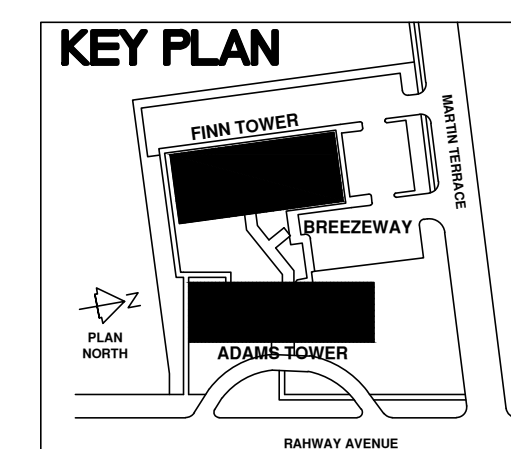 KEY PLAN
FINN TOWER
MARTIN TERRACE
BREEZEWAY
Z
PLAN
NORTH
ADAMS TOWER
RAHWAY AVENUE